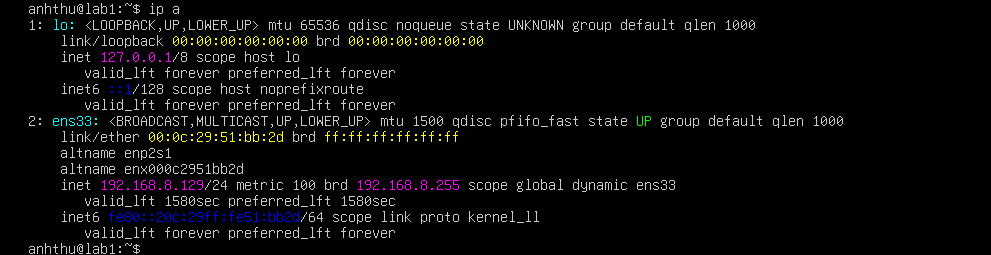 anhthu@lab1:~$ ip a
1: lo: <LOOPBACK,UP,LOWER_UP> mtu 65536 qdisc noqueue state UNKNOWN group default qlen 1000
    link/loopback 00:00:00:00:00:00 brd 00:00:00:00:00:00
    inet 127.0.0.1/8 scope host lo
       valid_lft forever preferred_lft forever
    inet6 ::1/128 scope host noprefixroute
       valid_lft forever preferred_lft forever
2: ens33: <BROADCAST,MULTICAST,UP,LOWER_UP> mtu 1500 qdisc pfifo_fast state UP group default qlen 1000
    link/ether 00:0c:29:51:bb:2d brd ff:ff:ff:ff:ff:ff
    altname enp2s1
    altname enx000c2951bb2d
    inet 192.168.8.129/24 metric 100 brd 192.168.8.255 scope global dynamic ens33
       valid_lft 1580sec preferred_lft 1580sec
    inet6 fe80::20c:29ff:fe51:bb2d/64 scope link proto kernel_ll
       valid_lft forever preferred_lft forever
anhthu@lab1:~$